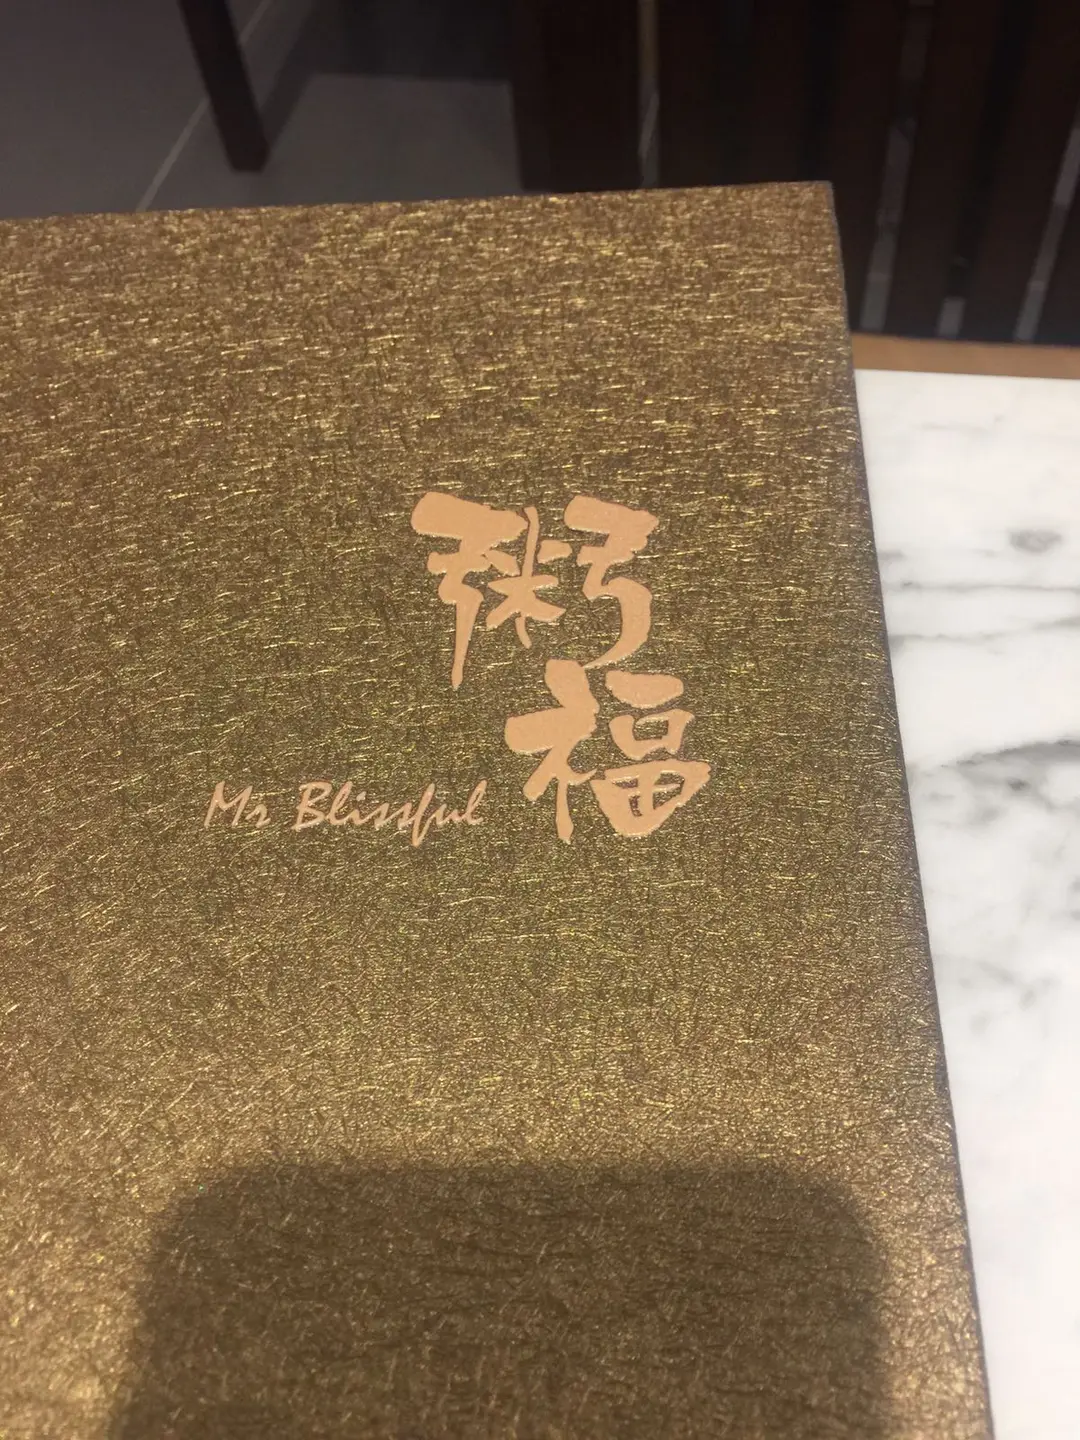 粥福
Mr Blissful